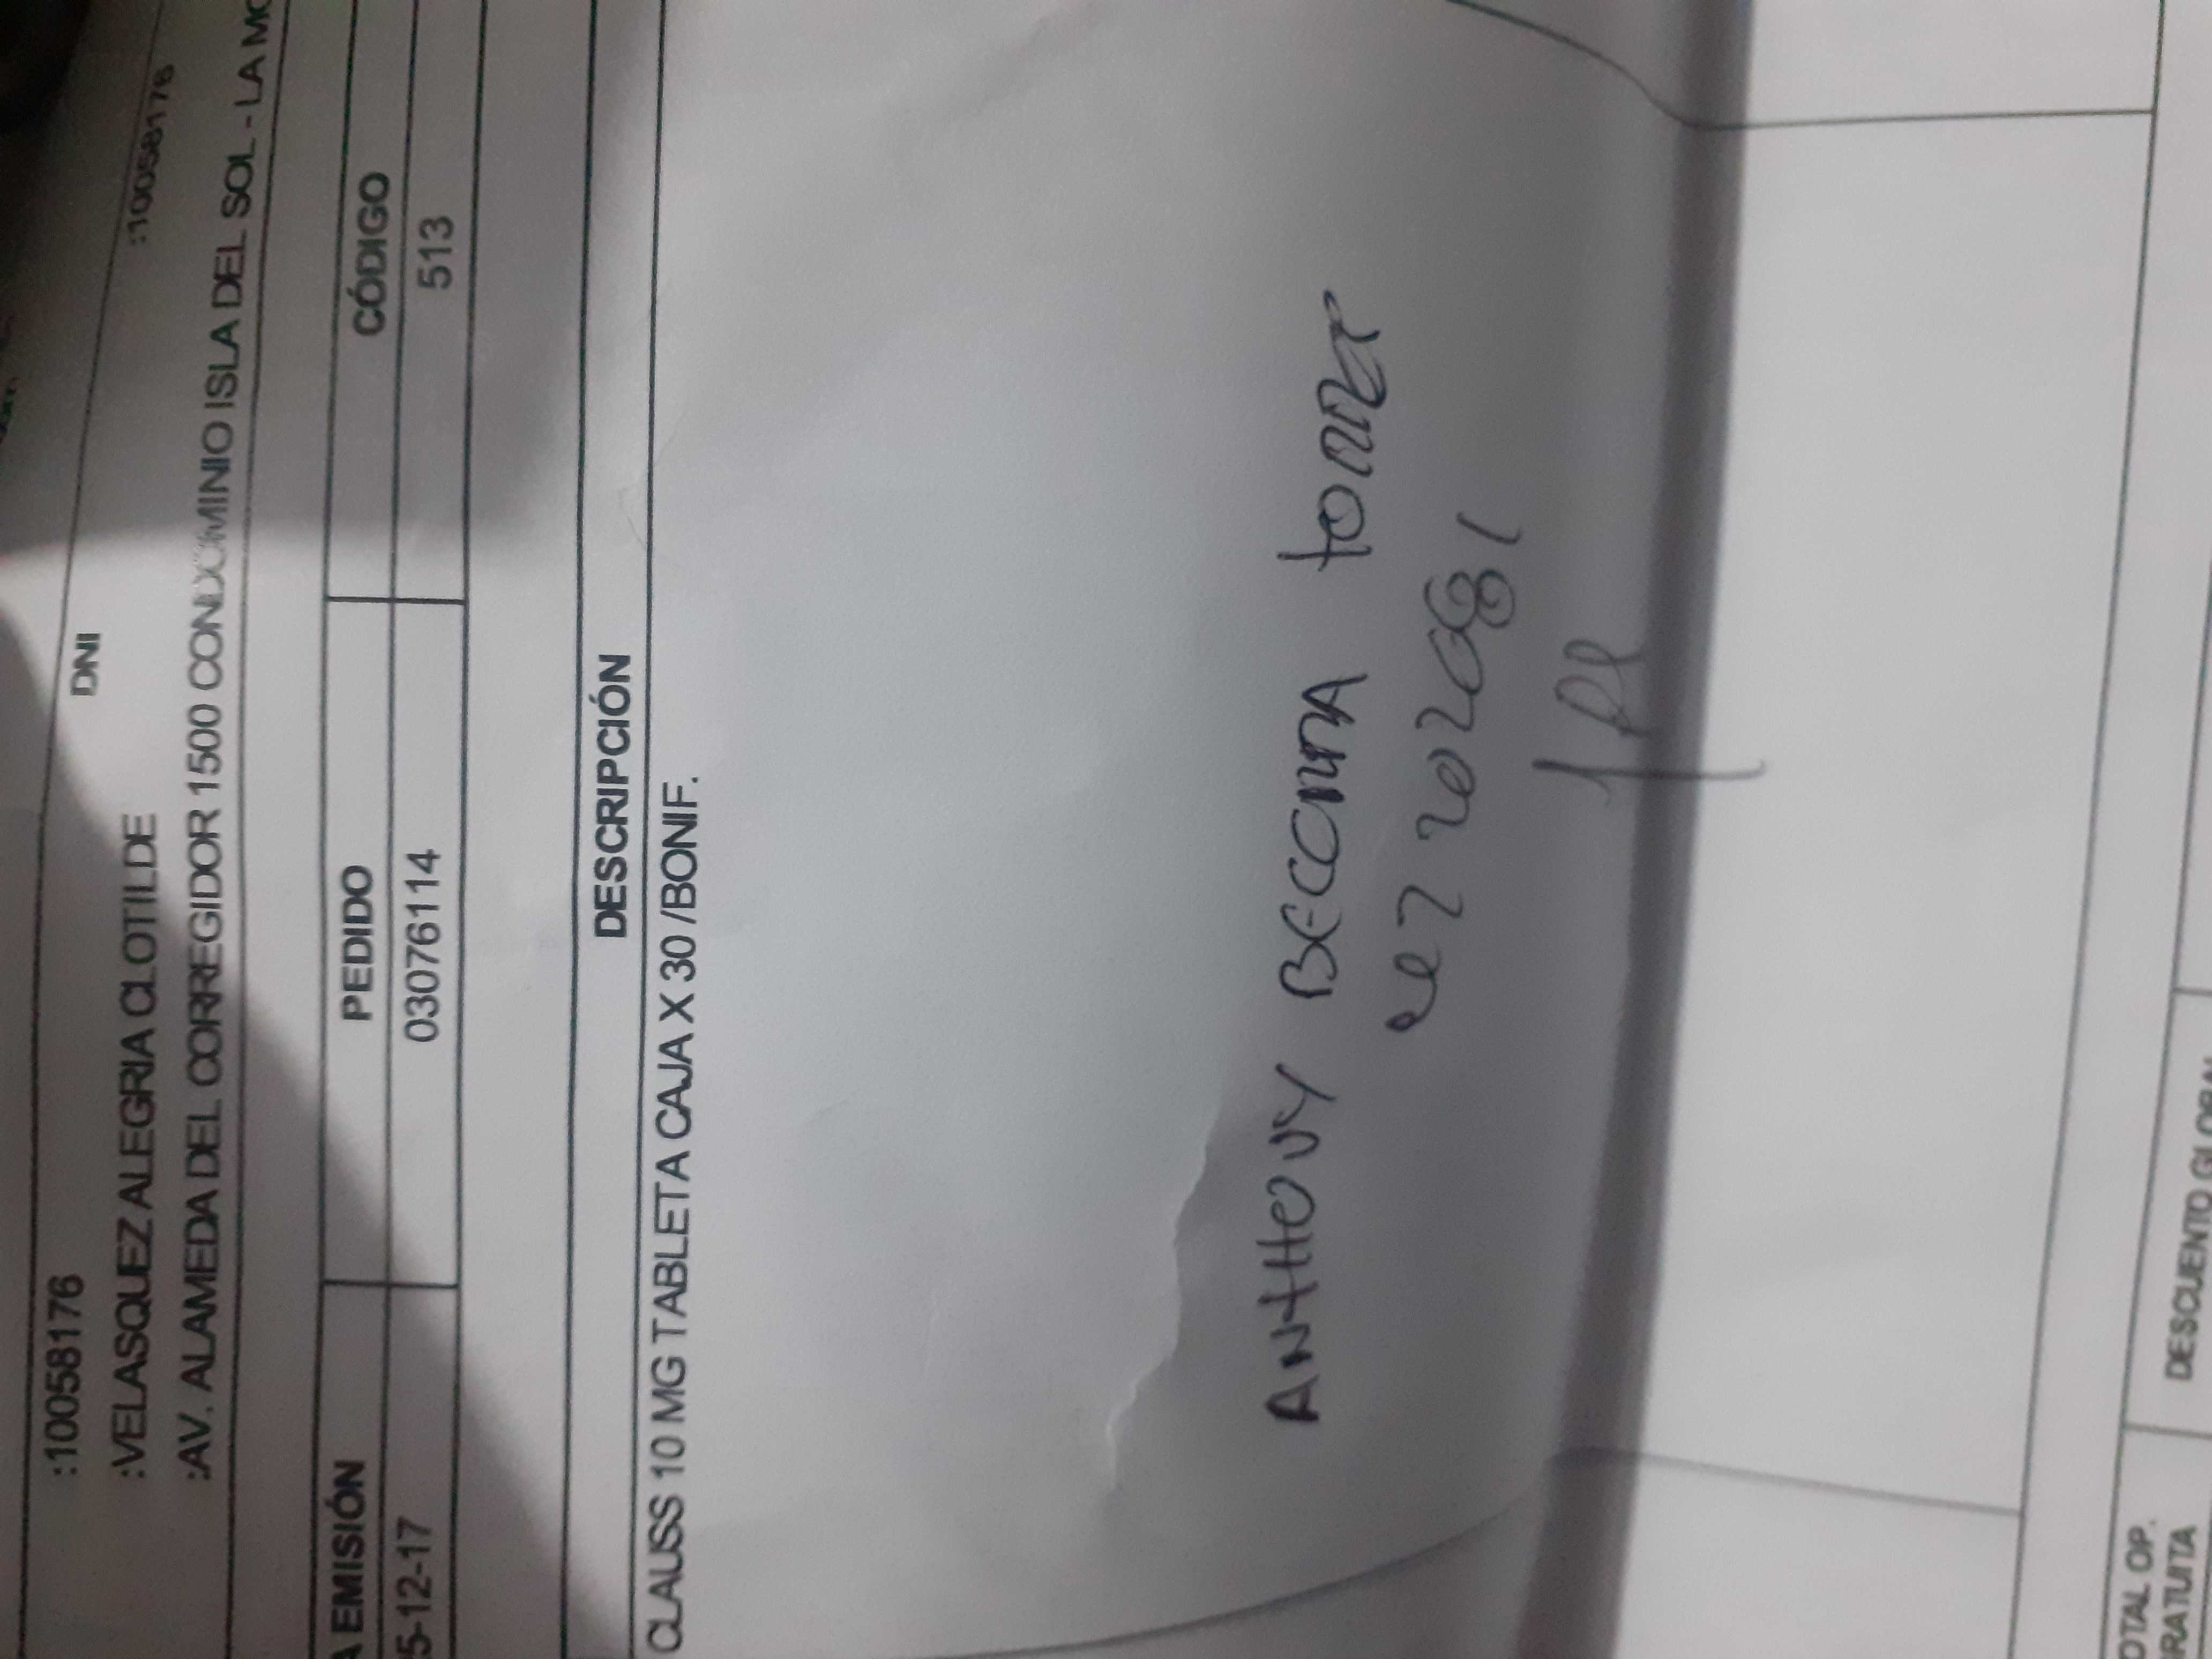 :10058176 DNI
:VELASQUEZ ALEGRIA CLOTILDE :10058176
:AV. ALAMEDA DEL CORREGIDOR 1500 CONDOMINIO ISLA DEL SOL - LA MO
A EMISIÓN PEDIDO CÓDIGO
5-12-17 03076114 513
DESCRIPCIÓN
CLAUSS 10 MG TABLETA CAJA X 30 /BONIF.
ANTHONY BECERRA
OTAL OP.
RATUITA
DESCUENTO GLOBAL